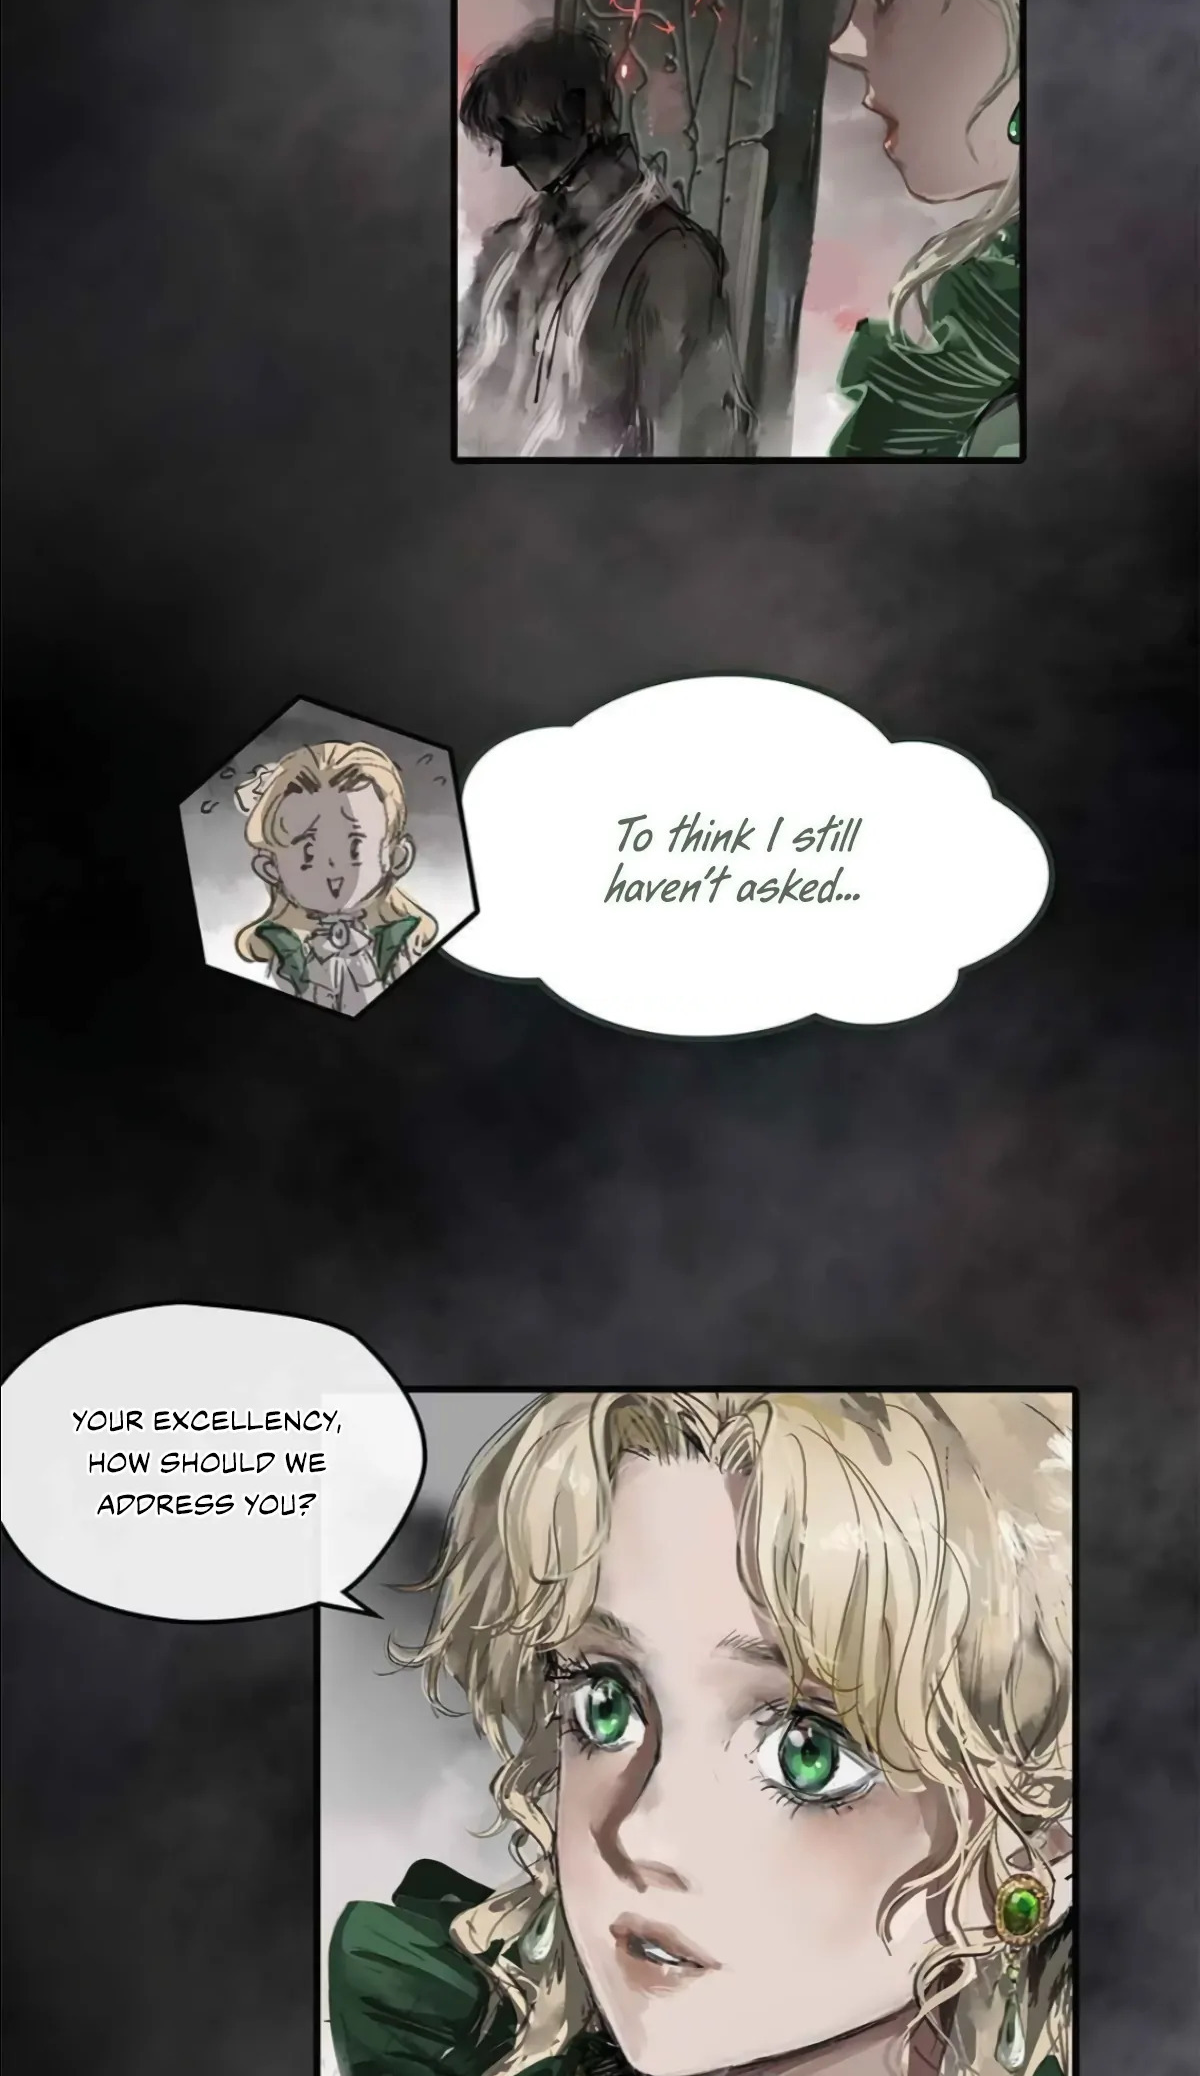 To think I still
haven't asked...
YOUR EXCELLENCY,
HOW SHOULD WE
ADDRESS YOU?